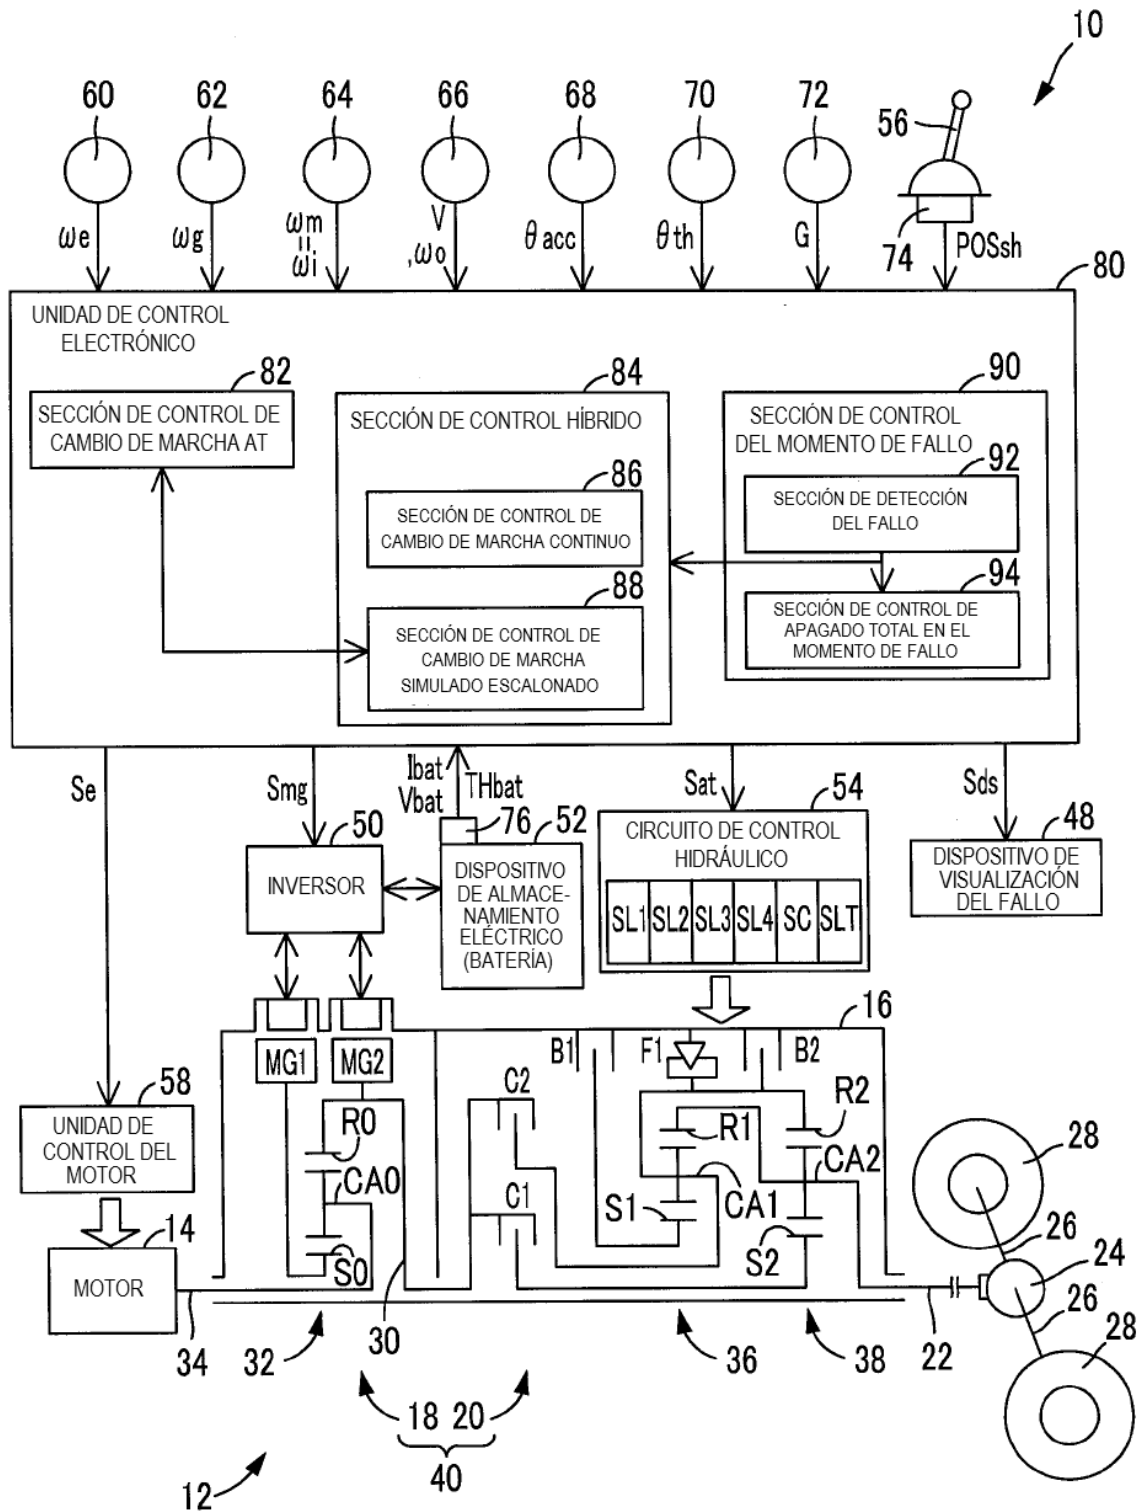 10
60 62 64 66 68 70 72 56
ωe ωg ωm
=
ωi
V
,ωo θacc θth G 74 POSsh
80
UNIDAD DE CONTROL
ELECTRÓNICO
82
SECCIÓN DE CONTROL DE
CAMBIO DE MARCHA AT
84
SECCIÓN DE CONTROL HÍBRIDO
86
SECCIÓN DE CONTROL DE
CAMBIO DE MARCHA CONTINUO
88
SECCIÓN DE CONTROL DE
CAMBIO DE MARCHA
SIMULADO ESCALONADO
90
SECCIÓN DE CONTROL
DEL MOMENTO DE FALLO
92
SECCIÓN DE DETECCIÓN
DEL FALLO
94
SECCIÓN DE CONTROL DE
APAGADO TOTAL EN EL
MOMENTO DE FALLO
Se Smg Ibat
Vbat THbat Sat Sds
50
INVERSOR
76 52
DISPOSITIVO
DE ALMACE-
NAMIENTO
ELÉCTRICO
(BATERÍA)
54
CIRCUITO DE CONTROL
HIDRÁULICO
SL1 SL2 SL3 SL4 SC SLT
48
DISPOSITIVO DE
VISUALIZACIÓN
DEL FALLO
16
MG1 MG2 B1 F1 B2
58
UNIDAD DE
CONTROL DEL
MOTOR
C2 R0 R1 R2
CA0 C1 S1 CA1 CA2
S0 S2
14
MOTOR
28
26
24
26
28
34 32 30 36 38 22
18 20
40
12